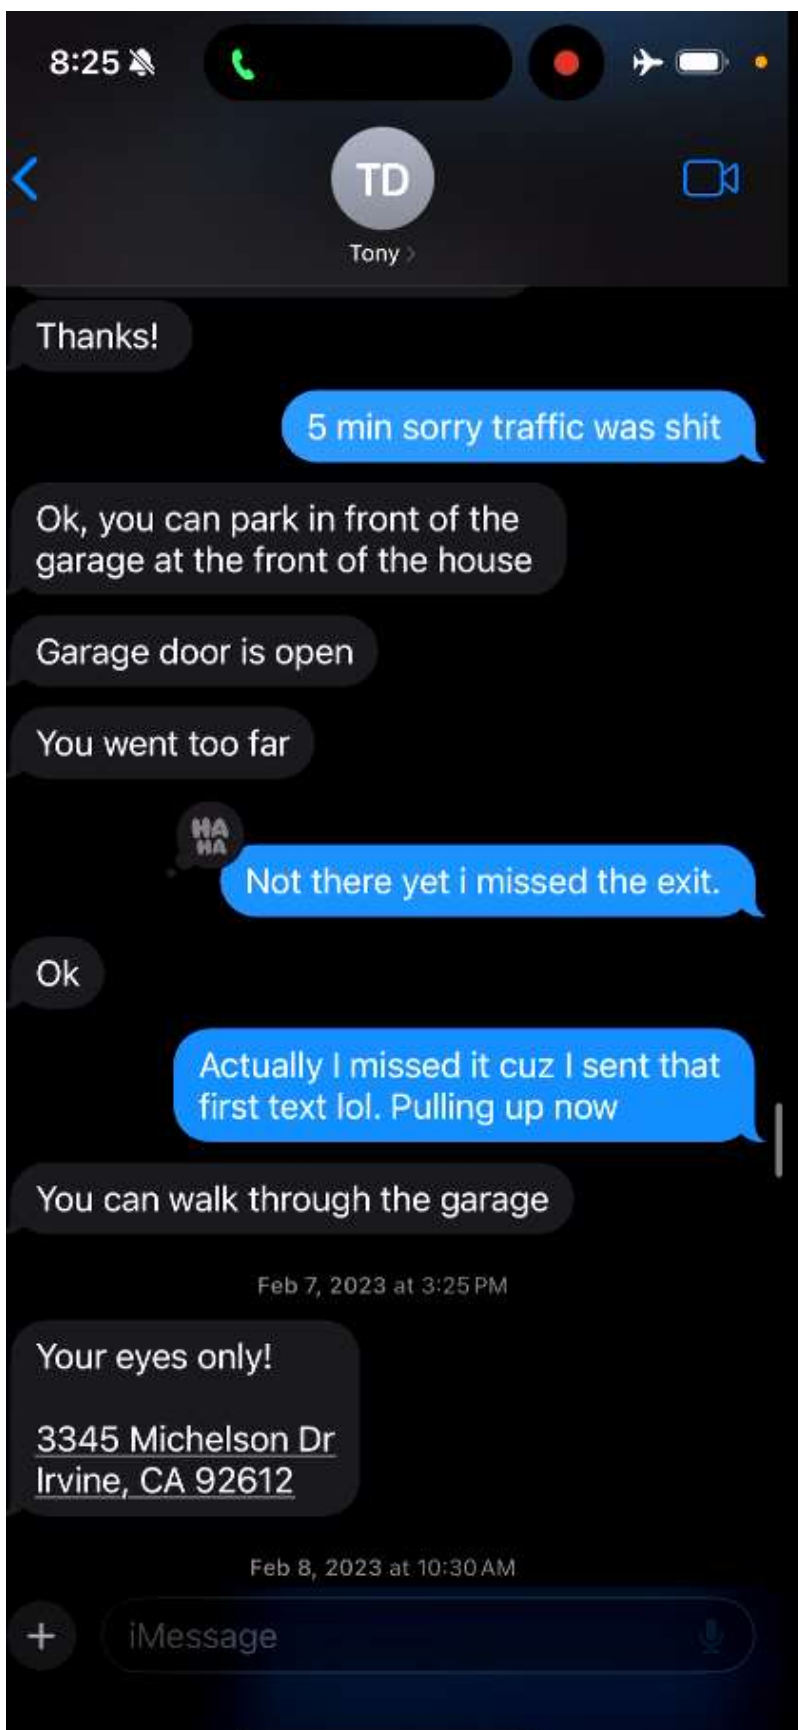 8:25
TD
Tony
Thanks!
5 min sorry traffic was shit
Ok, you can park in front of the
garage at the front of the house
Garage door is open
You went too far
HA
HA
Not there yet i missed the exit.
Ok
Actually I missed it cuz I sent that
first text lol. Pulling up now
You can walk through the garage
Feb 7, 2023 at 3:25 PM
Your eyes only!
3345 Michelson Dr
Irvine, CA 92612
Feb 8, 2023 at 10:30 AM
iMessage